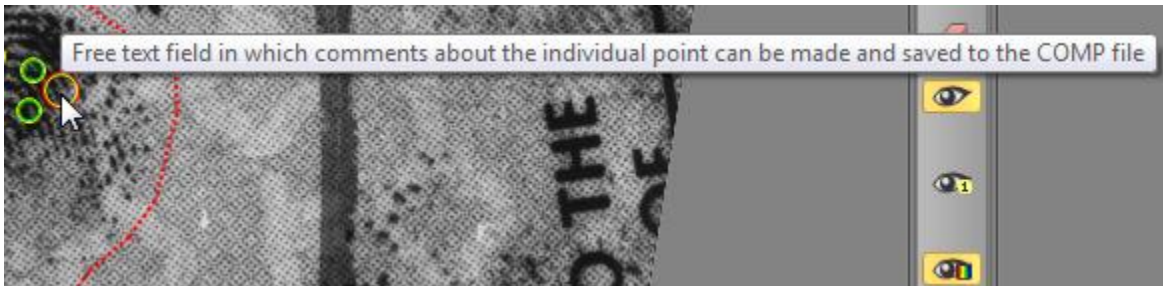 Free text field in which comments about the individual point can be made and saved to the COMP file
O THE
OF
1